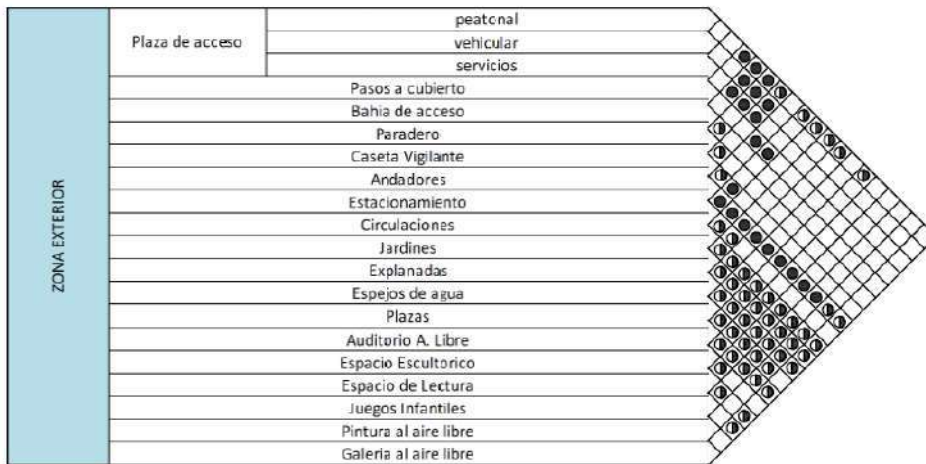 ZONA EXTERIOR
Plaza de acceso
peatonal
vehicular
servicios
Pasos a cubierto
Bahia de acceso
Paradero
Caseta Vigilante
Andadores
Estacionamiento
Circulaciones
Jardines
Explanadas
Espejos de agua
Plazas
Auditorio A. Libre
Espacio Escultorico
Espacio de Lectura
Juegos Infantiles
Pintura al aire libre
Galeria al aire libre